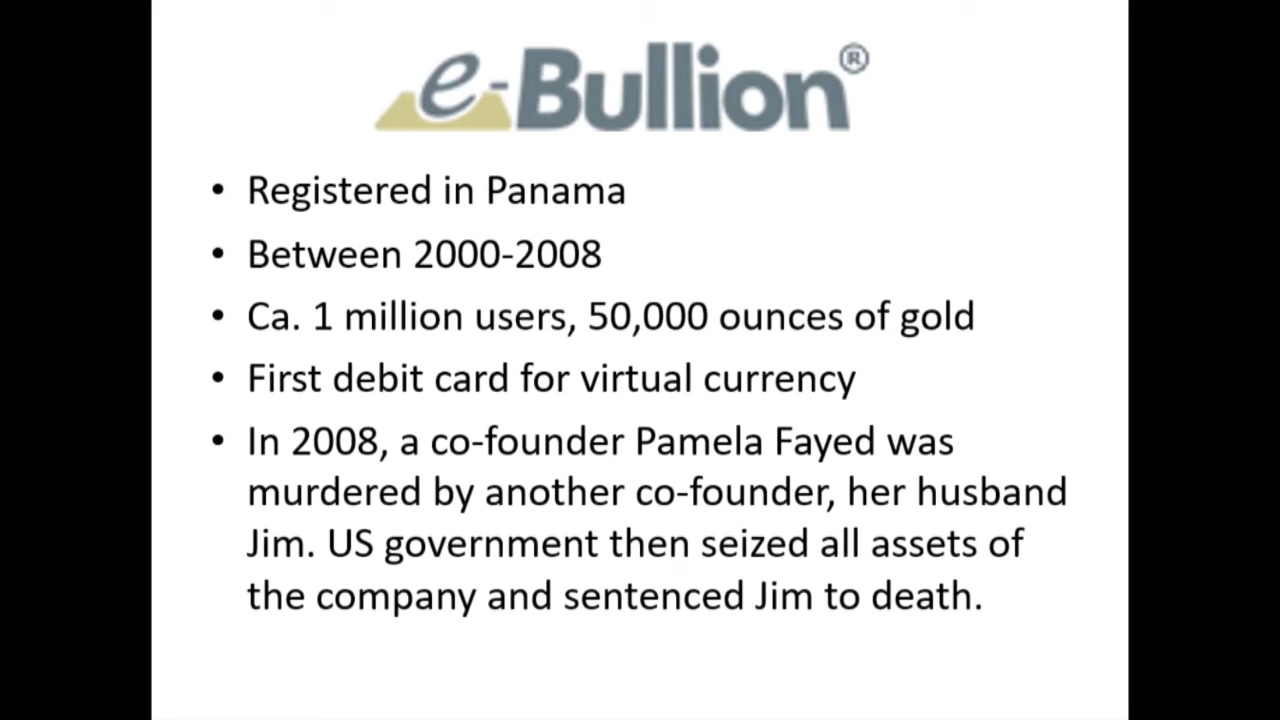 e-Bullion®
• Registered in Panama
• Between 2000-2008
• Ca. 1 million users, 50,000 ounces of gold
• First debit card for virtual currency
• In 2008, a co-founder Pamela Fayed was
murdered by another co-founder, her husband
Jim. US government then seized all assets of
the company and sentenced Jim to death.